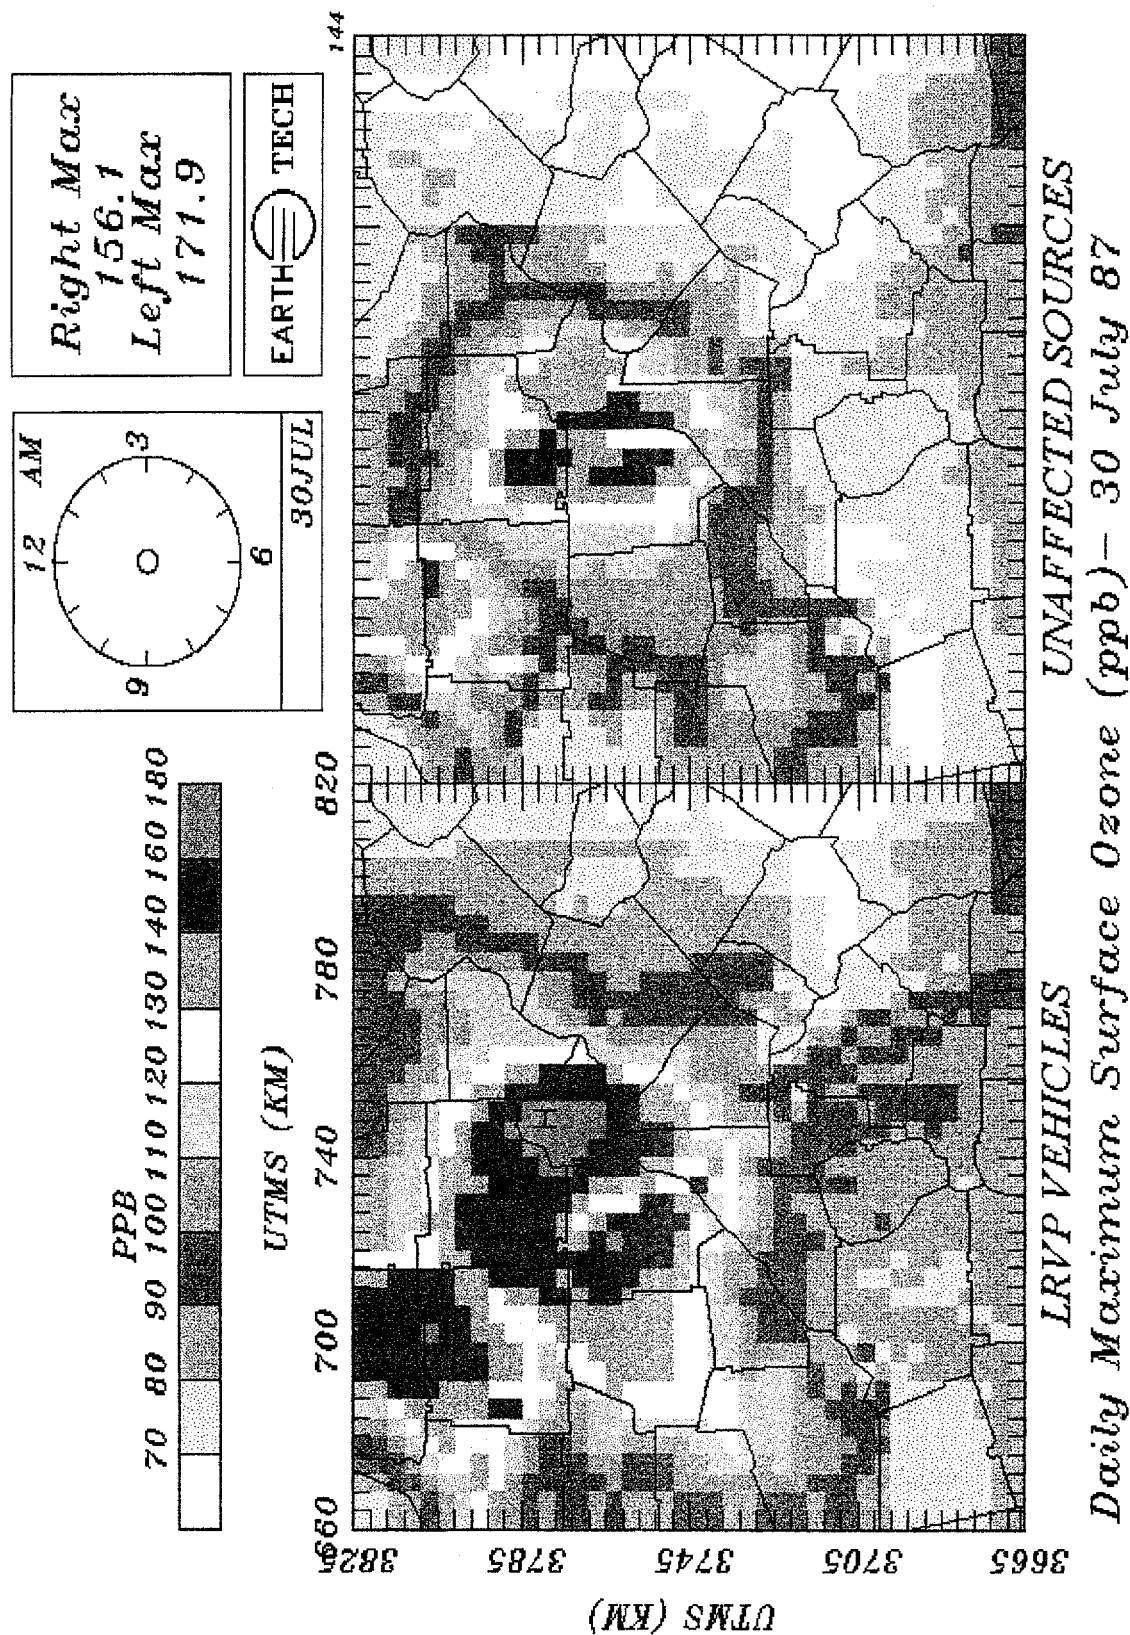 PPB
70 80 90 100 110 120 130 140 160 180
12 AM
3
6
9
30JUL
Right Max
156.1
Left Max
171.9
EARTH TECH
UTMS (KM)
660 700 740 780 820
144
UTMS (KM)
3825
3785
3745
3705
3665
H
LRVP VEHICLES
UNAFFECTED SOURCES
Daily Maximum Surface Ozone (ppb)– 30 July 87